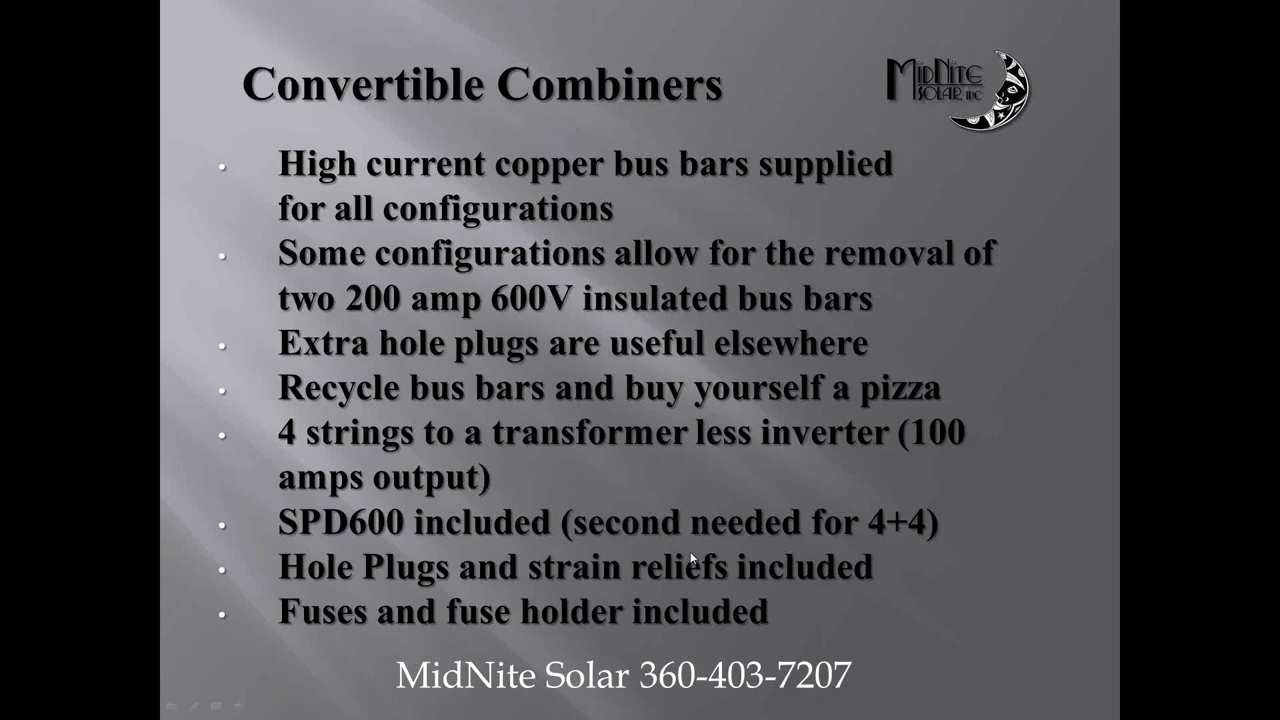 Convertible Combiners
MidNite
Solar, Inc
High current copper bus bars supplied
for all configurations
Some configurations allow for the removal of
two 200 amp 600V insulated bus bars
Extra hole plugs are useful elsewhere
Recycle bus bars and buy yourself a pizza
4 strings to a transformer less inverter (100
amps output)
SPD600 included (second needed for 4+4)
Hole Plugs and strain reliefs included
Fuses and fuse holder included
MidNite Solar 360-403-7207